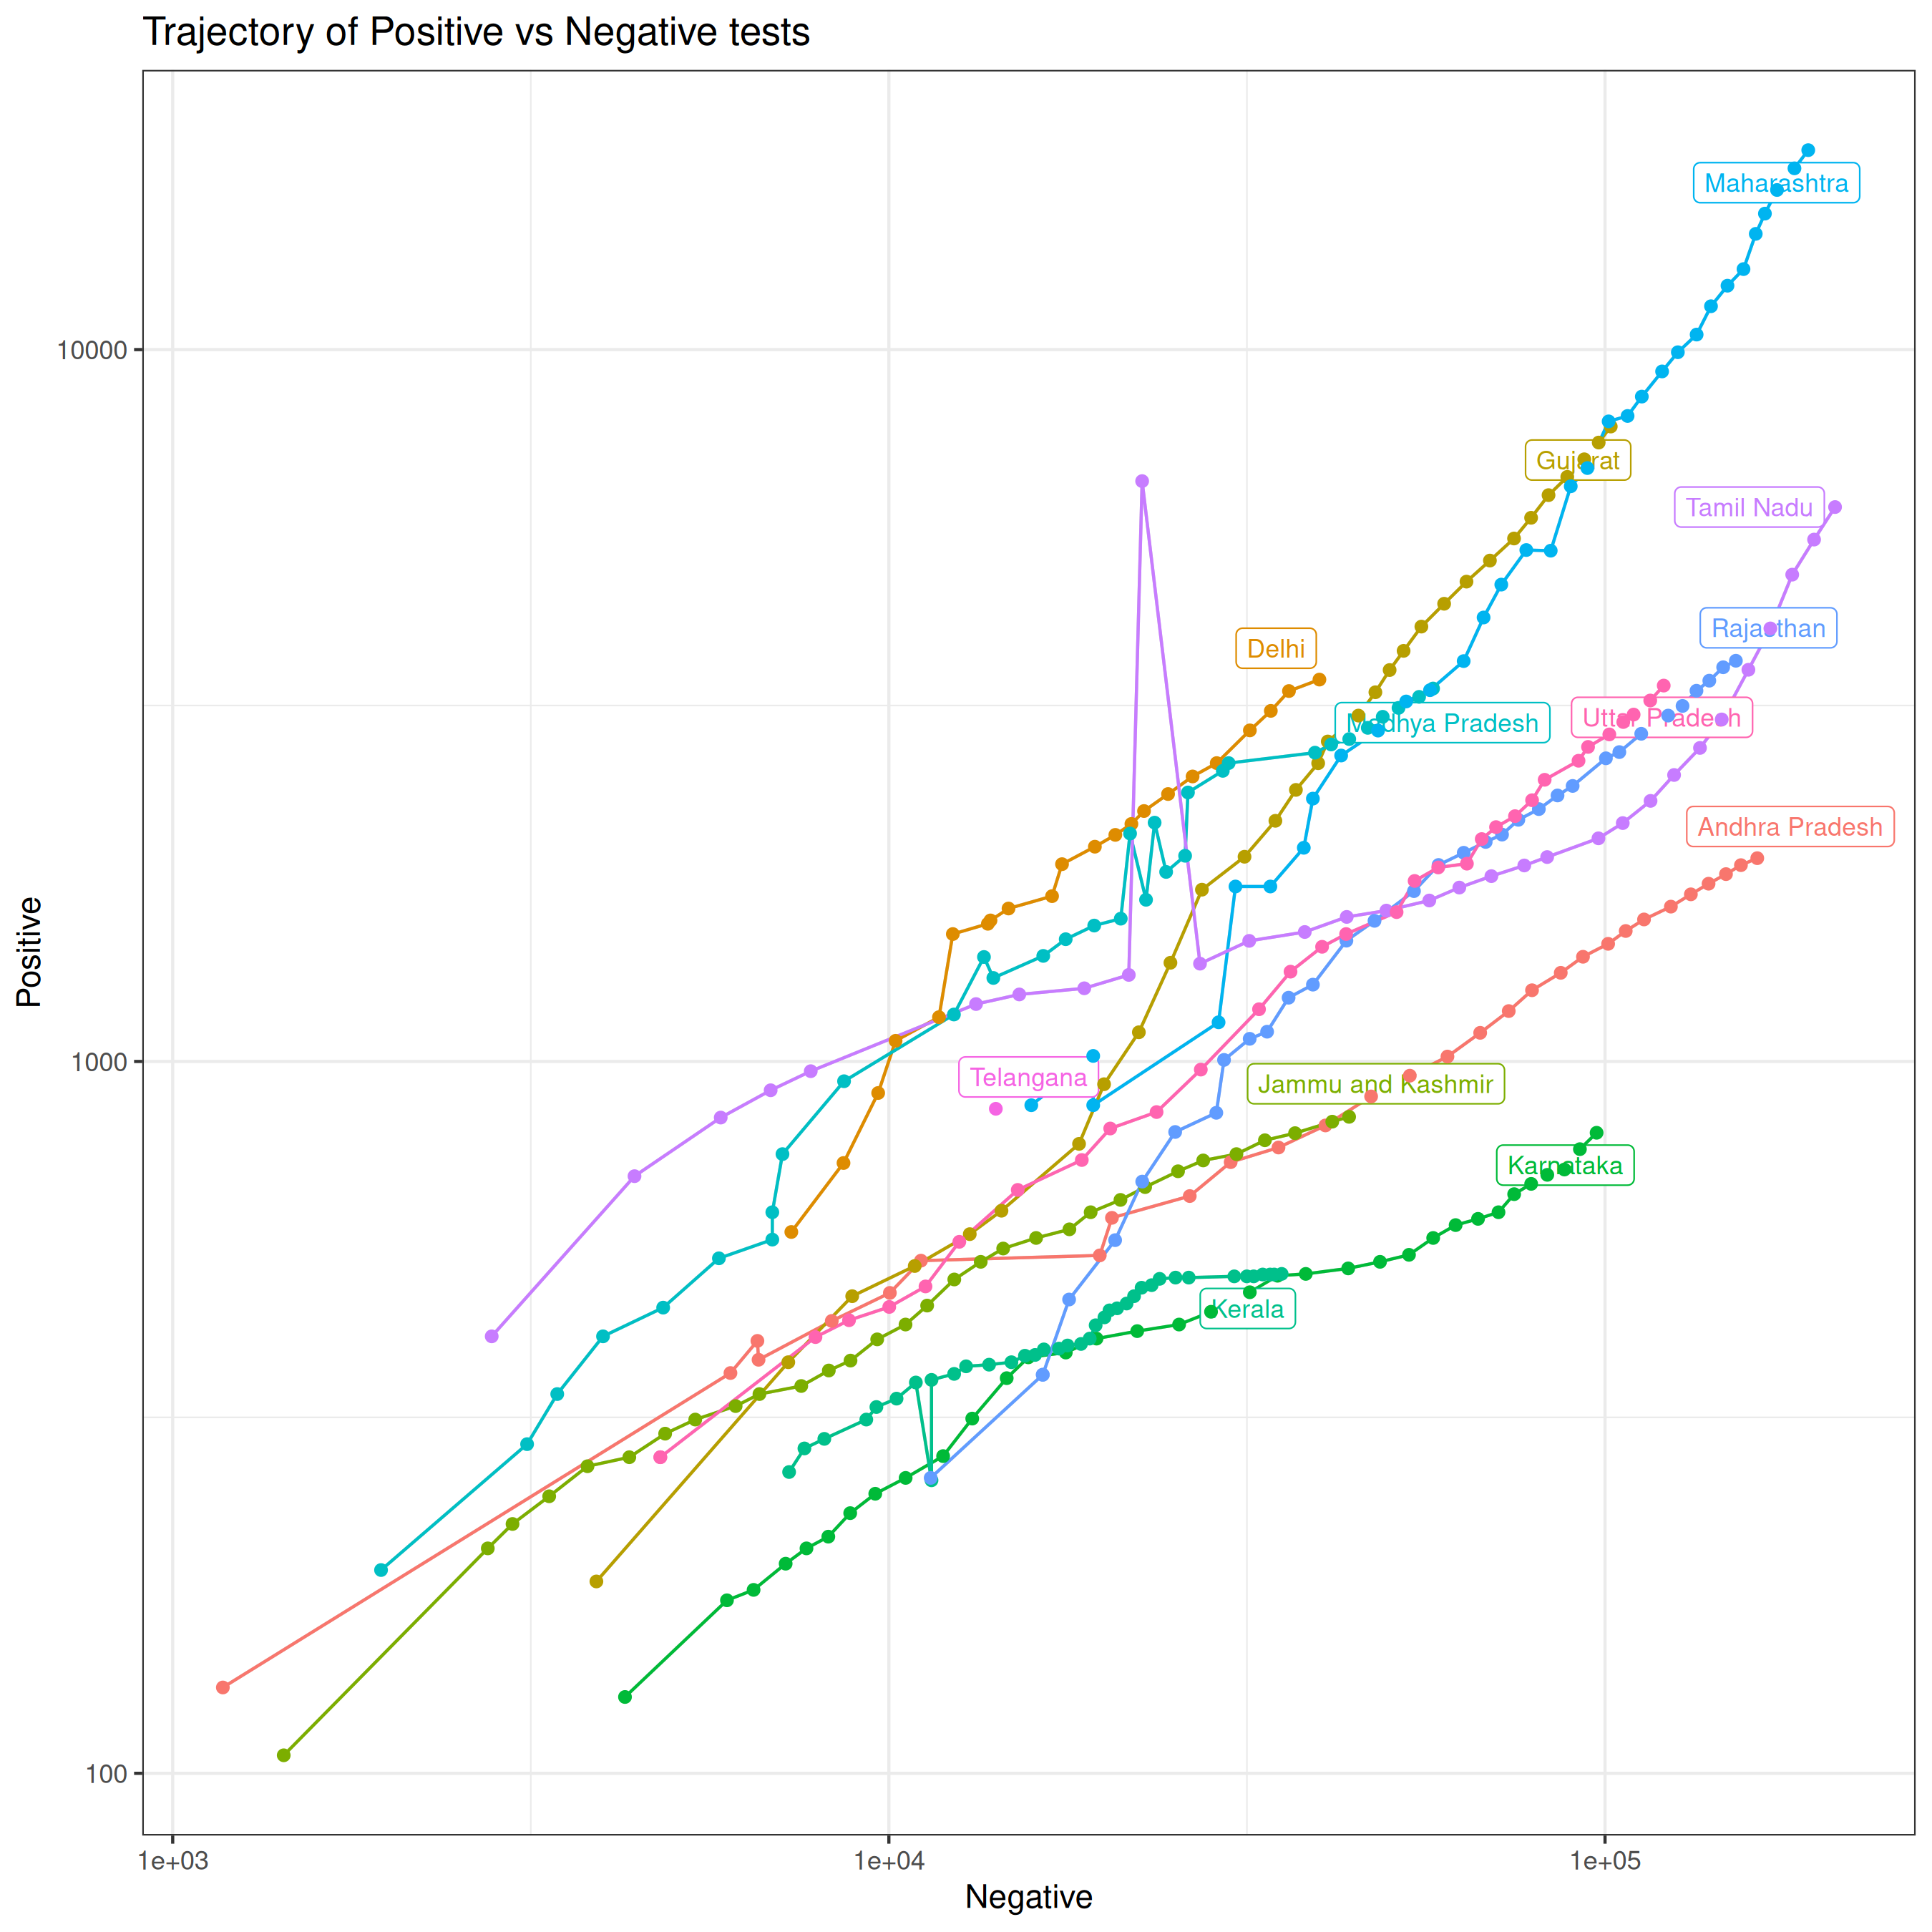 Trajectory of Positive vs Negative tests
Maharashtra
10000
Gujarat
Tamil Nadu
Rajasthan
Delhi
Uttar Pradesh
Madhya Pradesh
Andhra Pradesh
Positive
1000
Telangana
Jammu and Kashmir
Karnataka
Kerala
100
1e+03
1e+04
1e+05
Negative